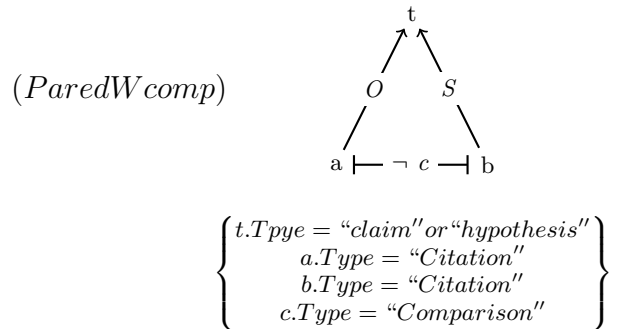 t
(ParedWcomp)
O S
a ¬ c b
t.Tpye = “claim″or“hypothesis″
a.Type = “Citation″
b.Type = “Citation″
c.Type = “Comparison″